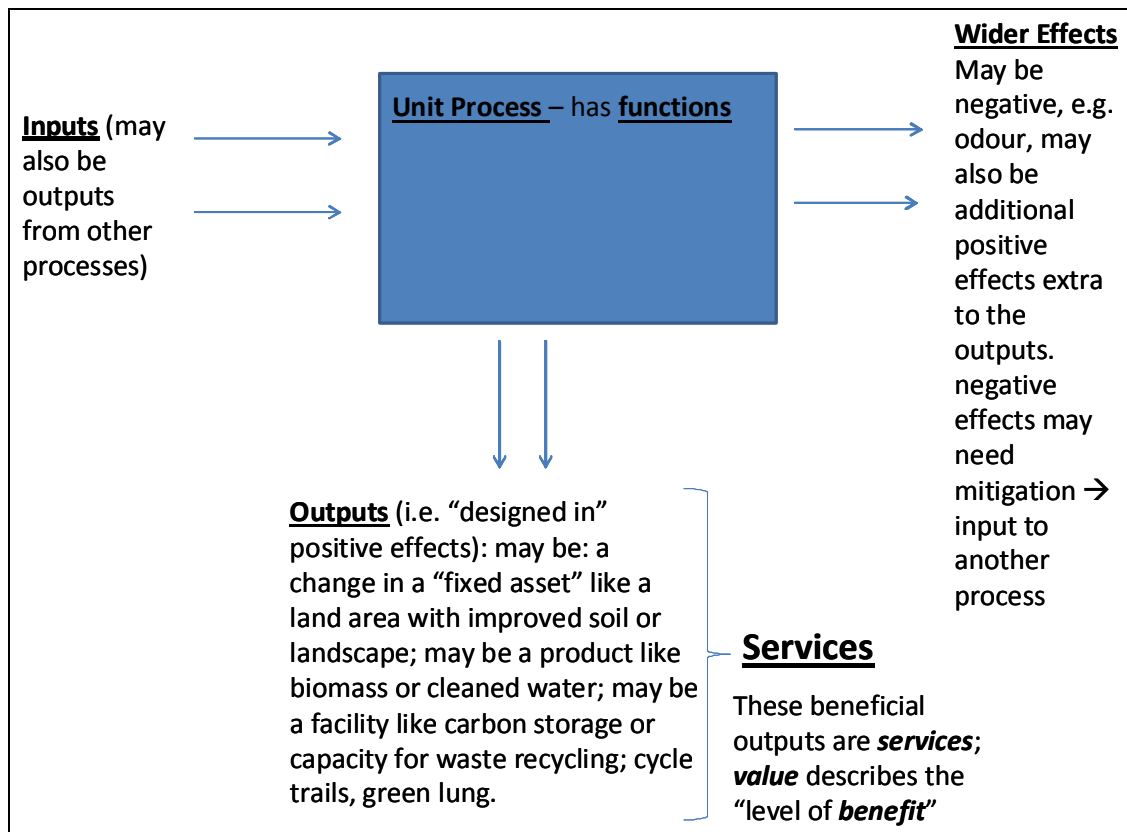 Inputs (may
also be
outputs
from other
processes)
Unit Process – has functions
Wider Effects
May be
negative, e.g.
odour, may
also be
additional
positive
effects extra
to the
outputs.
negative
effects may
need
mitigation →
input to
another
process
Outputs (i.e. “designed in”
positive effects): may be: a
change in a “fixed asset” like a
land area with improved soil or
landscape; may be a product like
biomass or cleaned water; may be
a facility like carbon storage or
capacity for waste recycling; cycle
trails, green lung.
Services
These beneficial
outputs are services;
value describes the
“level of benefit”